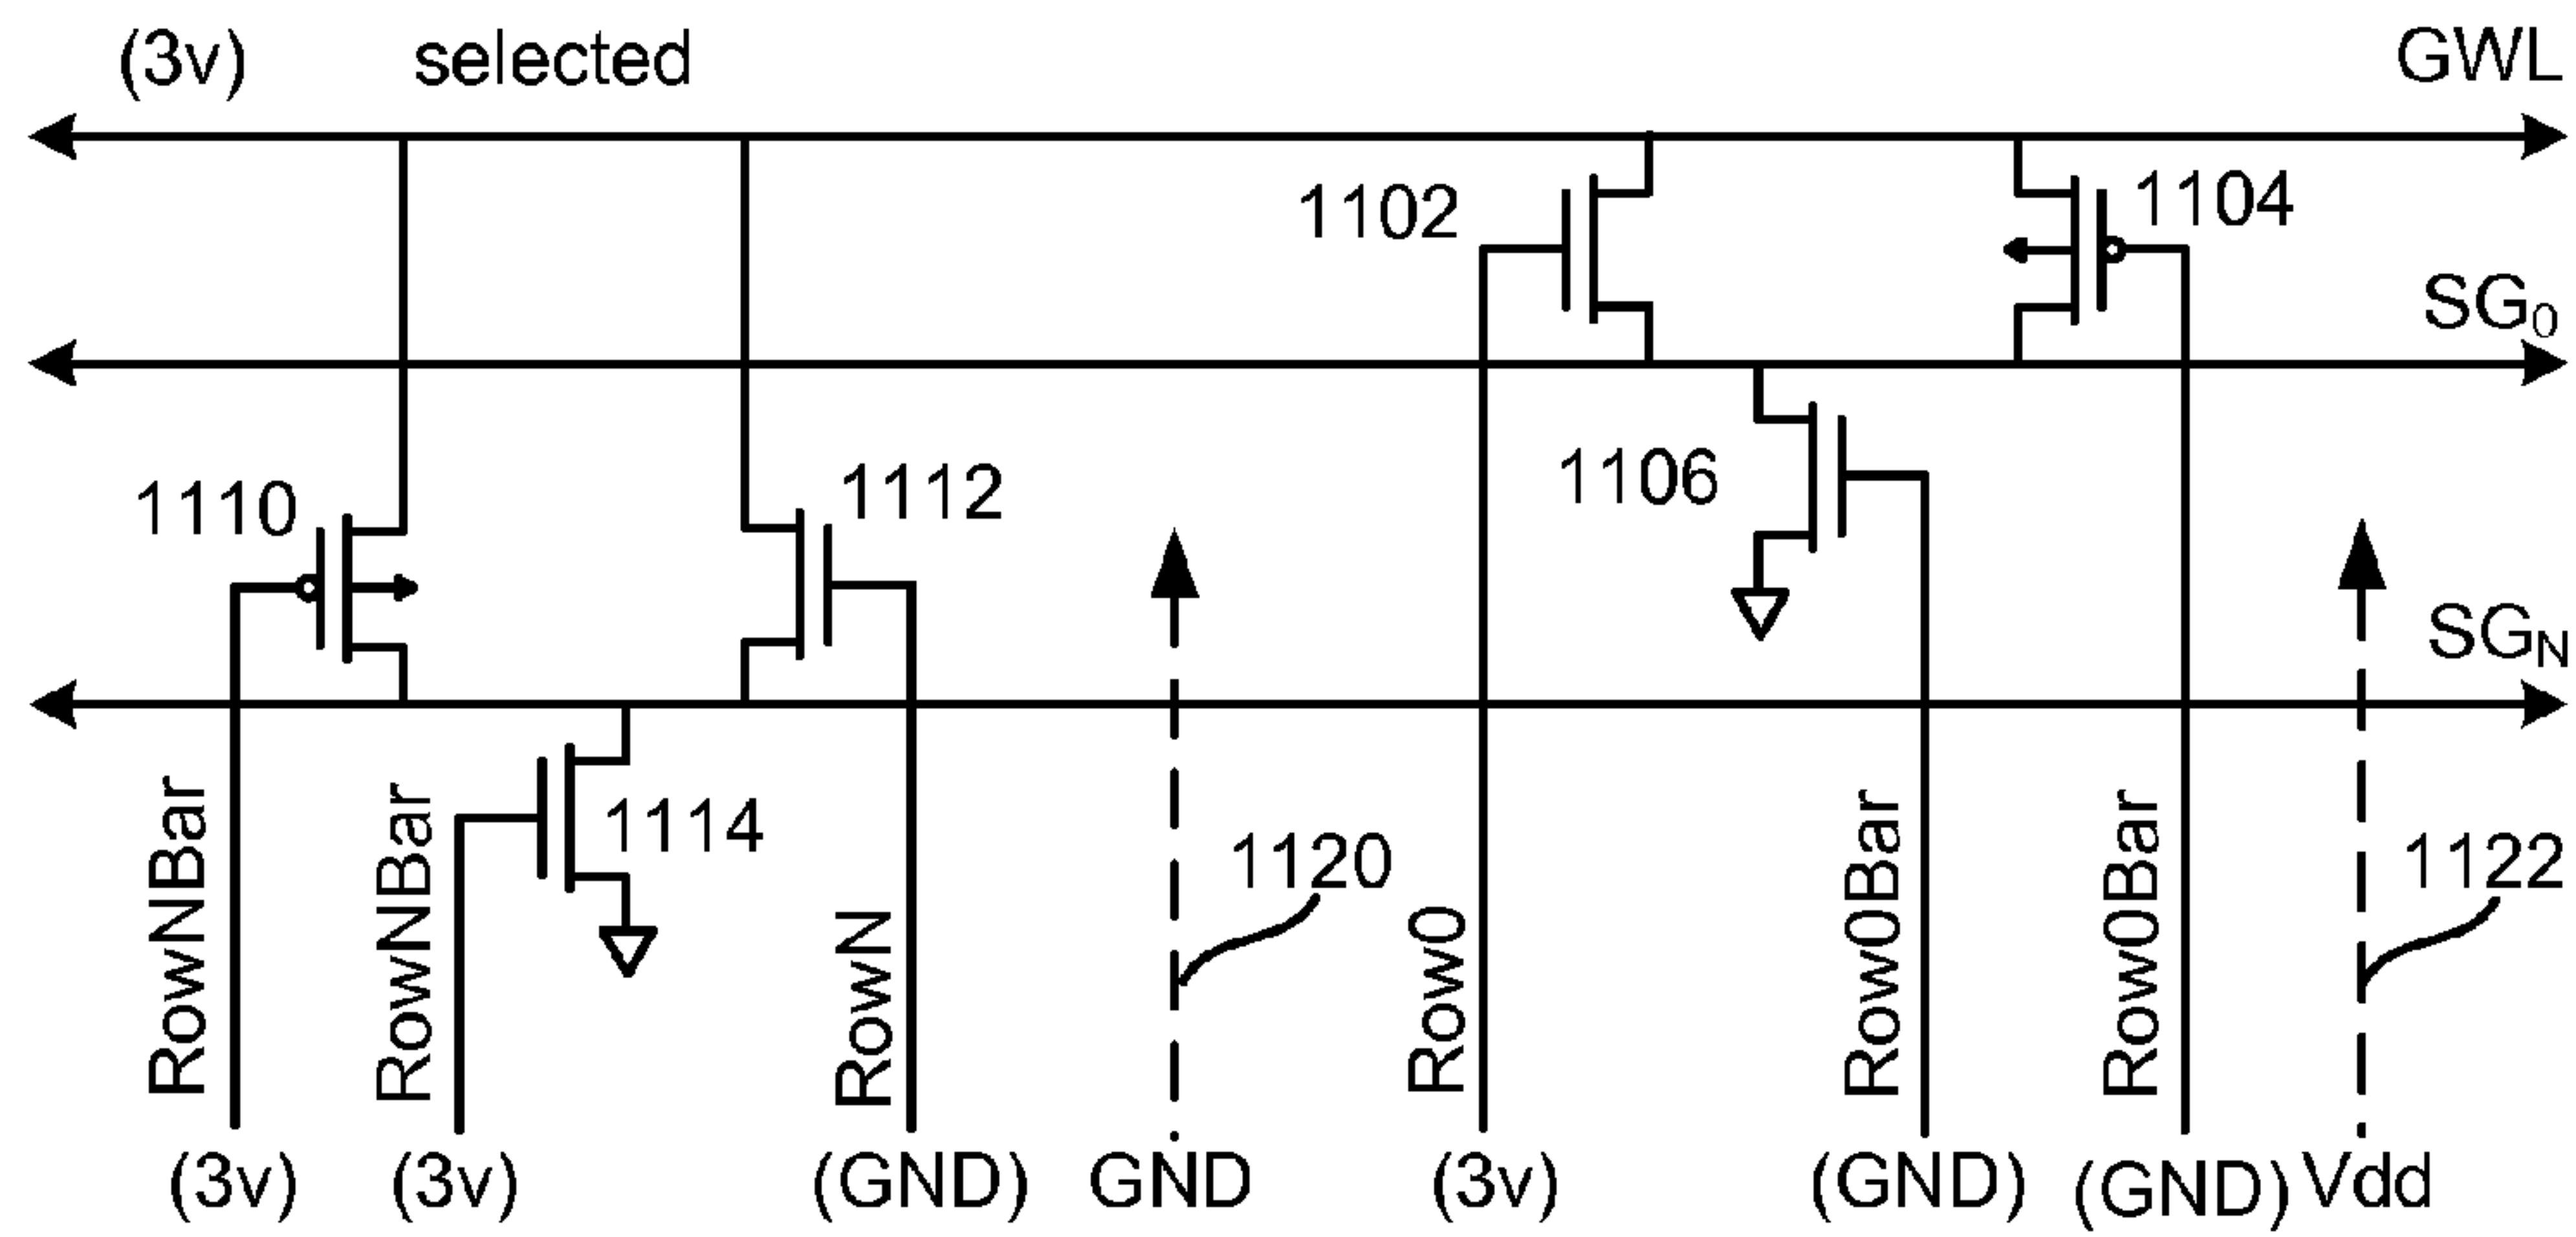 (3v) selected GWL
1102 1104
SG0
1110 1112 1106
SGN
1114 1120 1122
RowNBar RowNBar RowN Row0 Row0Bar Row0Bar
(3v) (3v) (GND) GND (3v) (GND) (GND) Vdd